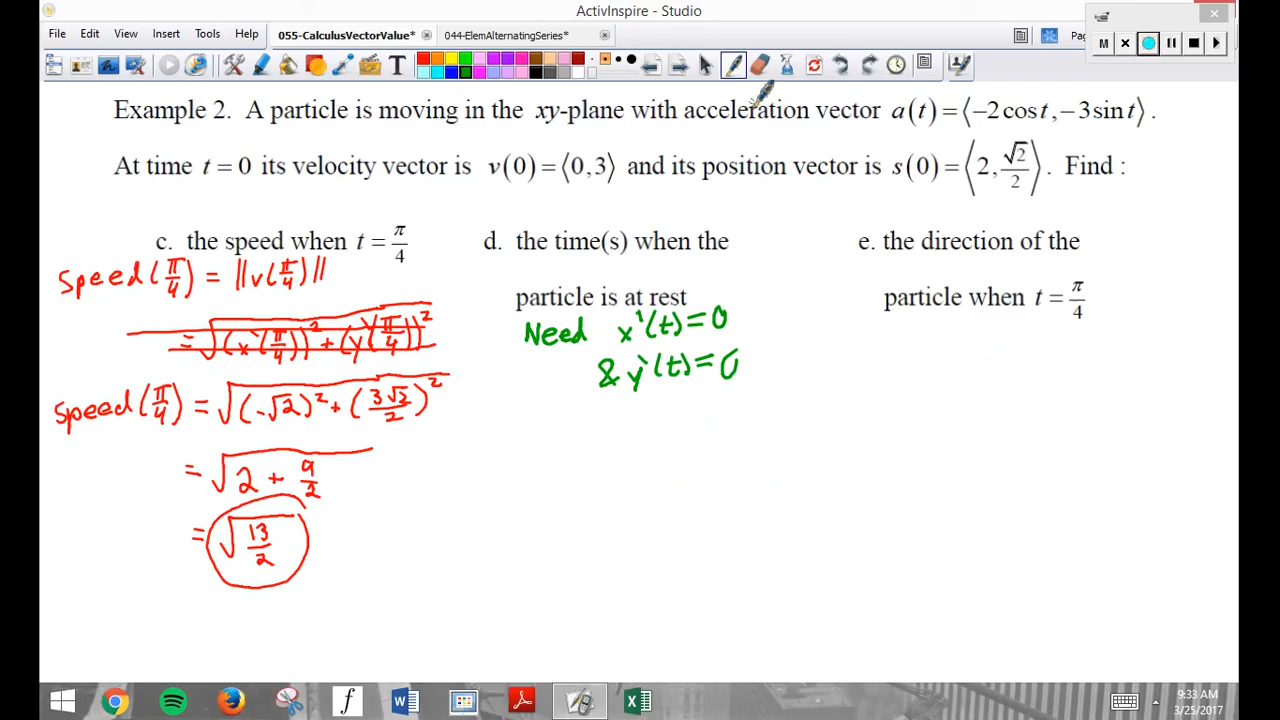 ActivInspire - Studio
File Edit View Insert Tools Help 055-CalculusVectorValue* 044-ElemAlternatingSeries* Pag
M
T
Example 2. A particle is moving in the xy-plane with acceleration vector a(t) = ⟨−2cos t, −3sin t⟩.
At time t = 0 its velocity vector is v(0) = ⟨0,3⟩ and its position vector is s(0) = ⟨2, √2/2⟩. Find :
c. the speed when t = π/4
Speed(π/4) = ||v(π/4)||
= √(x'(π/4))² + (y'(π/4))²
Speed(π/4) = √(-√2)² + (3√2/2)²
= √2 + 9/2
= √13/2
d. the time(s) when the
particle is at rest
Need x'(t) = 0
& y'(t) = 0
e. the direction of the
particle when t = π/4
9:33 AM
3/25/2017